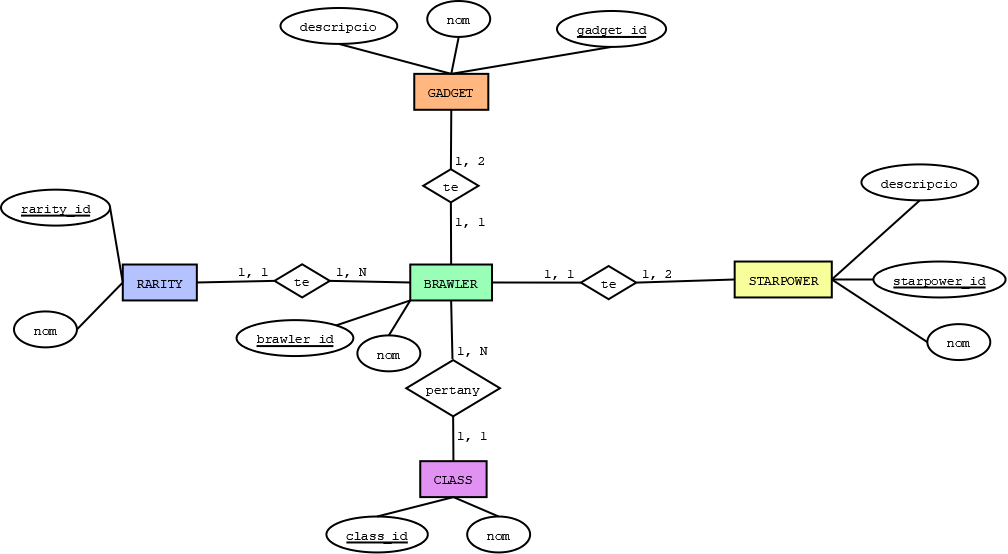 descripcio
nom
gadget_id
GADGET
1, 2
te
1, 1
descripcio
rarity_id
RARITY
1, 1
te
1, N
BRAWLER
1, 1
te
1, 2
STARPOWER
starpower_id
nom
brawler_id
nom
nom
1, N
pertany
1, 1
CLASS
class_id
nom